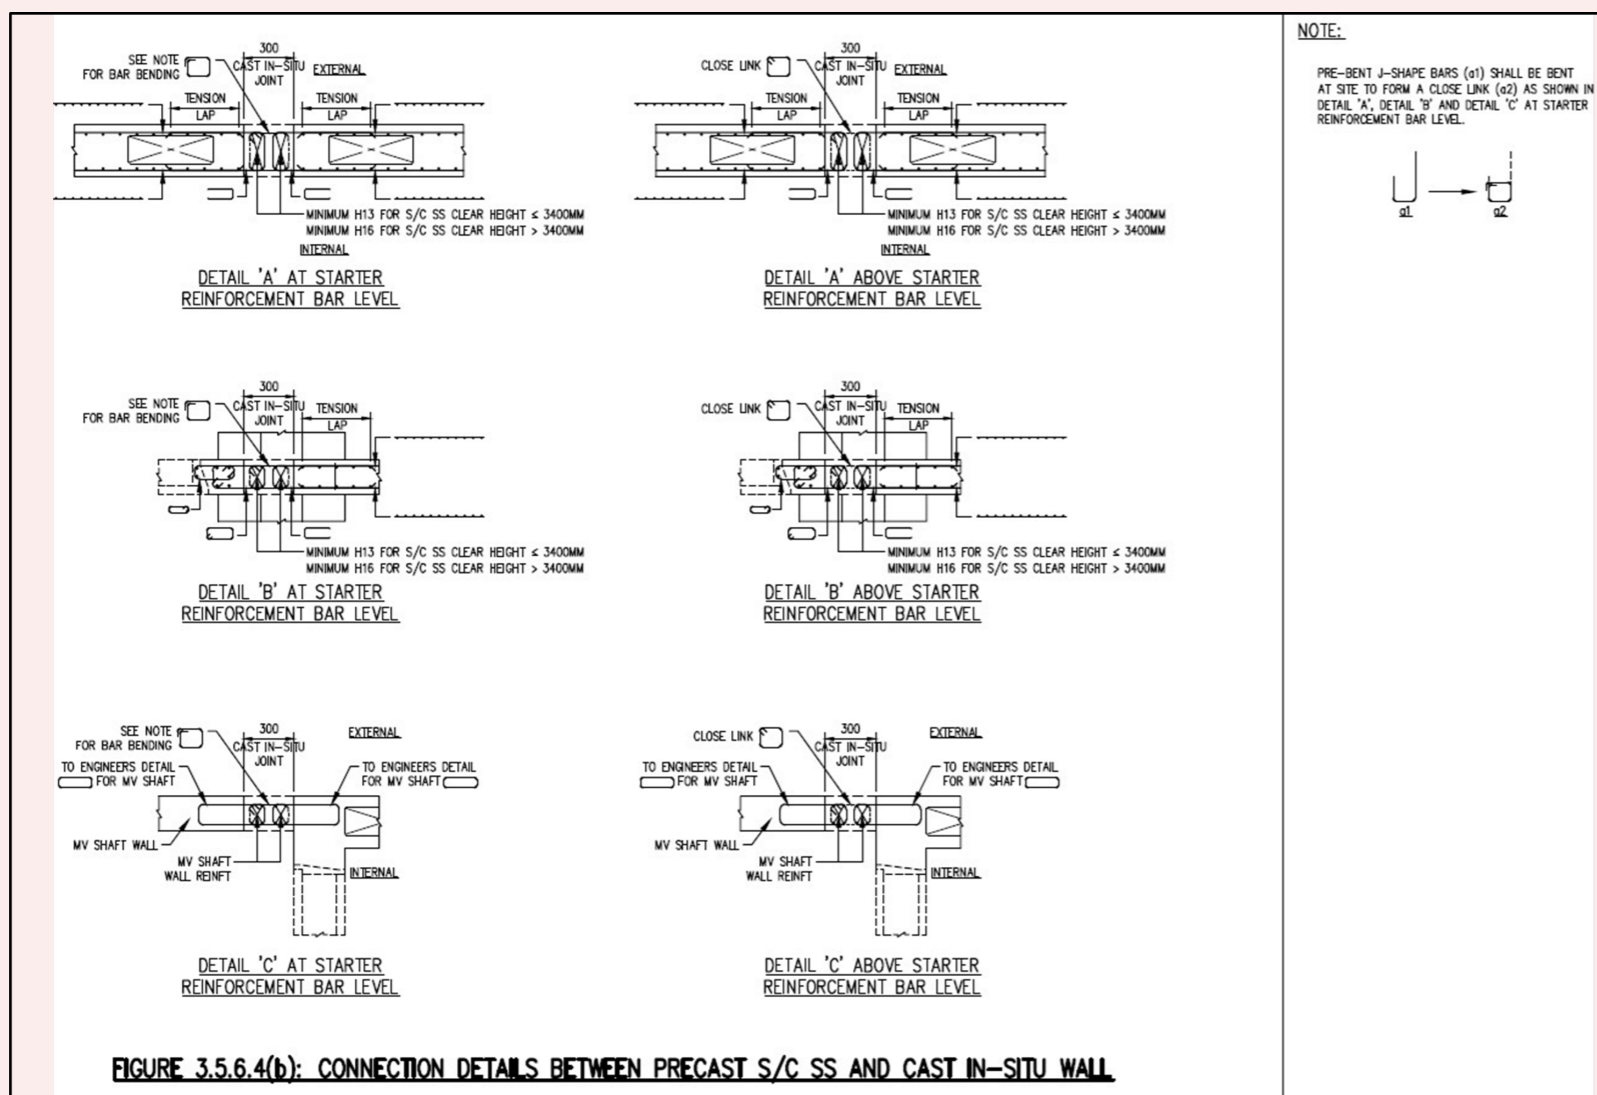 SEE NOTE
FOR BAR BENDING
300
CAST IN-SITU
JOINT
EXTERNAL
TENSION
LAP
TENSION
LAP
MINIMUM H13 FOR S/C SS CLEAR HEIGHT ≤ 3400MM
MINIMUM H16 FOR S/C SS CLEAR HEIGHT > 3400MM
INTERNAL
DETAIL 'A' AT STARTER
REINFORCEMENT BAR LEVEL
CLOSE LINK
300
CAST IN-SITU
JOINT
EXTERNAL
TENSION
LAP
TENSION
LAP
MINIMUM H13 FOR S/C SS CLEAR HEIGHT ≤ 3400MM
MINIMUM H16 FOR S/C SS CLEAR HEIGHT > 3400MM
INTERNAL
DETAIL 'A' ABOVE STARTER
REINFORCEMENT BAR LEVEL
SEE NOTE
FOR BAR BENDING
300
CAST IN-SITU
JOINT
TENSION
LAP
MINIMUM H13 FOR S/C SS CLEAR HEIGHT ≤ 3400MM
MINIMUM H16 FOR S/C SS CLEAR HEIGHT > 3400MM
DETAIL 'B' AT STARTER
REINFORCEMENT BAR LEVEL
CLOSE LINK
300
CAST IN-SITU
JOINT
TENSION
LAP
MINIMUM H13 FOR S/C SS CLEAR HEIGHT ≤ 3400MM
MINIMUM H16 FOR S/C SS CLEAR HEIGHT > 3400MM
DETAIL 'B' ABOVE STARTER
REINFORCEMENT BAR LEVEL
SEE NOTE
FOR BAR BENDING
300
CAST IN-SITU
JOINT
EXTERNAL
TO ENGINEERS DETAIL
FOR MV SHAFT
TO ENGINEERS DETAIL
FOR MV SHAFT
MV SHAFT WALL
MV SHAFT
WALL REINFT
INTERNAL
DETAIL 'C' AT STARTER
REINFORCEMENT BAR LEVEL
CLOSE LINK
300
CAST IN-SITU
JOINT
EXTERNAL
TO ENGINEERS DETAIL
FOR MV SHAFT
TO ENGINEERS DETAIL
FOR MV SHAFT
MV SHAFT WALL
MV SHAFT
WALL REINFT
INTERNAL
DETAIL 'C' ABOVE STARTER
REINFORCEMENT BAR LEVEL
FIGURE 3.5.6.4(b): CONNECTION DETAILS BETWEEN PRECAST S/C SS AND CAST IN-SITU WALL
NOTE:
PRE-BENT J-SHAPE BARS (a1) SHALL BE BENT
AT SITE TO FORM A CLOSE LINK (a2) AS SHOWN IN
DETAIL 'A', DETAIL 'B' AND DETAIL 'C' AT STARTER
REINFORCEMENT BAR LEVEL.
a1
a2